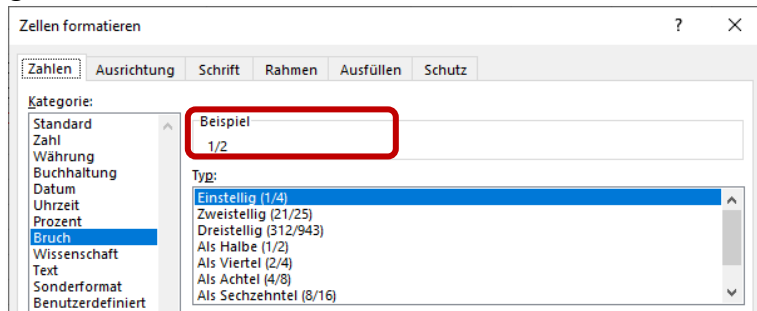 Zellen formatieren ? ×
Zahlen Ausrichtung Schrift Rahmen Ausfüllen Schutz
Kategorie:
Standard
Zahl
Währung
Buchhaltung
Datum
Uhrzeit
Prozent
Bruch
Wissenschaft
Text
Sonderformat
Benutzerdefiniert
Beispiel
1/2
Typ:
Einstellig (1/4)
Zweistellig (21/25)
Dreistellig (312/943)
Als Halbe (1/2)
Als Viertel (2/4)
Als Achtel (4/8)
Als Sechzehntel (8/16)